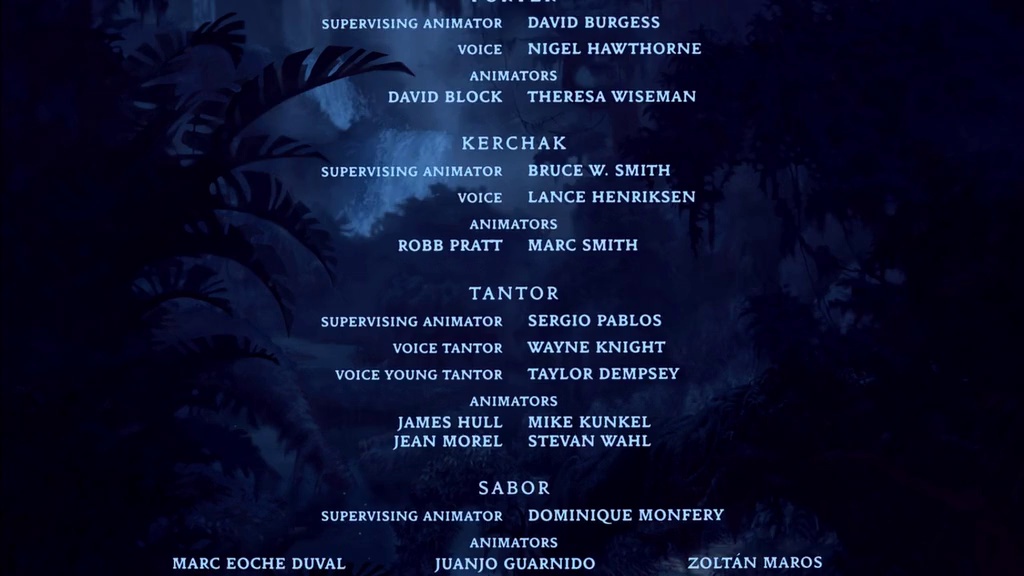 PORTER
SUPERVISING ANIMATOR DAVID BURGESS
VOICE NIGEL HAWTHORNE
ANIMATORS
DAVID BLOCK THERESA WISEMAN
KERCHAK
SUPERVISING ANIMATOR BRUCE W. SMITH
VOICE LANCE HENRIKSEN
ANIMATORS
ROBB PRATT MARC SMITH
TANTOR
SUPERVISING ANIMATOR SERGIO PABLOS
VOICE TANTOR WAYNE KNIGHT
VOICE YOUNG TANTOR TAYLOR DEMPSEY
ANIMATORS
JAMES HULL MIKE KUNKEL
JEAN MOREL STEVAN WAHL
SABOR
SUPERVISING ANIMATOR DOMINIQUE MONFERY
ANIMATORS
MARC EOCHE DUVAL JUANJO GUARNIDO ZOLTÁN MAROS